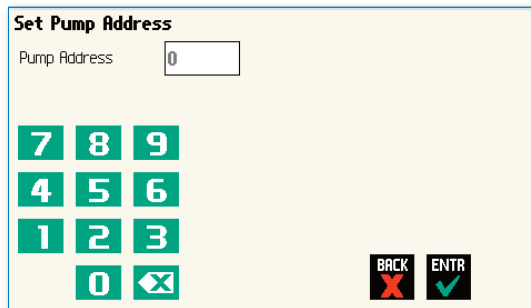 Set Pump Address
Pump Address 0
7 8 9
4 5 6
1 2 3
0
BACK ENTR